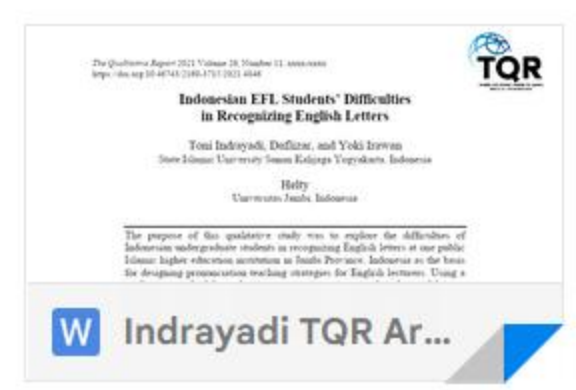 The Qualitative Report 2021 Volume 26, Number 11,
TQR
Indonesian EFL Students' Difficulties
in Recognizing English Letters
Toni Indrayadi, Deflizar, and Yoki Irawan
State Islamic University Sunan Kalijaga Yogyakarta, Indonesia
Helty
Universitas Jambi, Indonesia
The purpose of this qualitative study was to explore the difficulties of
Indonesian undergraduate students in recognizing English letters at one public
Islamic higher education institution in Jambi Province, Indonesia as the basis
for designing pronunciation teaching strategies for English lecturers. Using a
W Indrayadi TQR Ar...